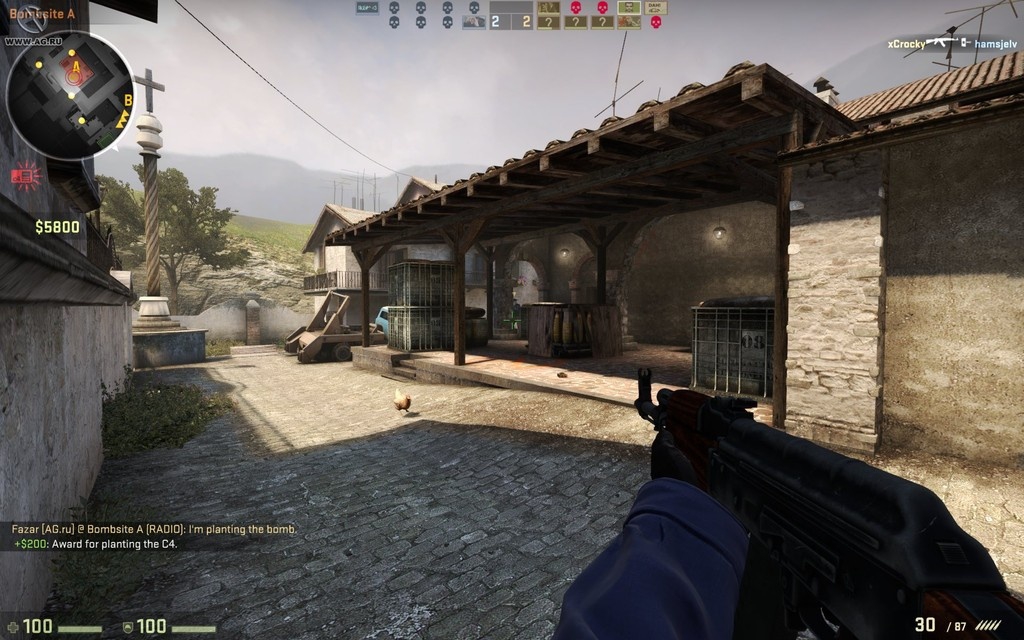 Bombsite A
WWW.AG.RU
A
B
2 2
? ? ? ?
xCrocky hamsjelv
$5800
08
Fazar [AG.ru] @ Bombsite A (RADIO): I'm planting the bomb.
+$200: Award for planting the C4.
100 100
30 / 87